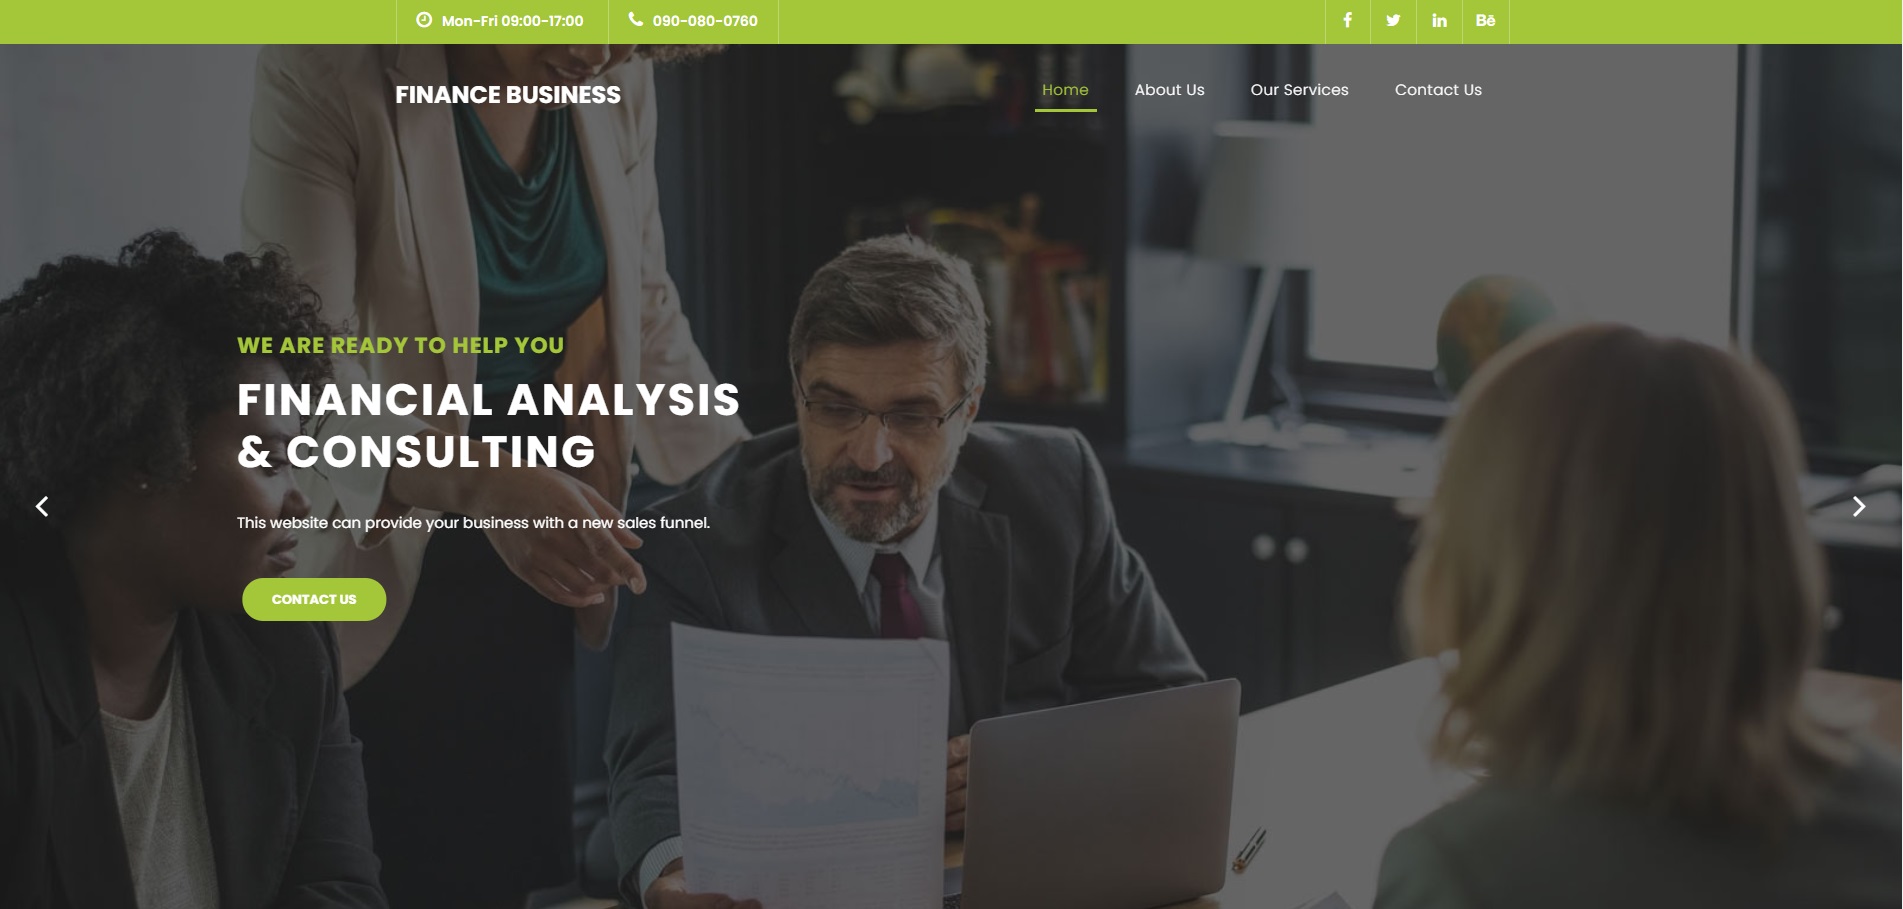 Mon-Fri 09:00-17:00
090-080-0760
Bē
FINANCE BUSINESS
Home
About Us
Our Services
Contact Us
WE ARE READY TO HELP YOU
FINANCIAL ANALYSIS
& CONSULTING
This website can provide your business with a new sales funnel.
CONTACT US